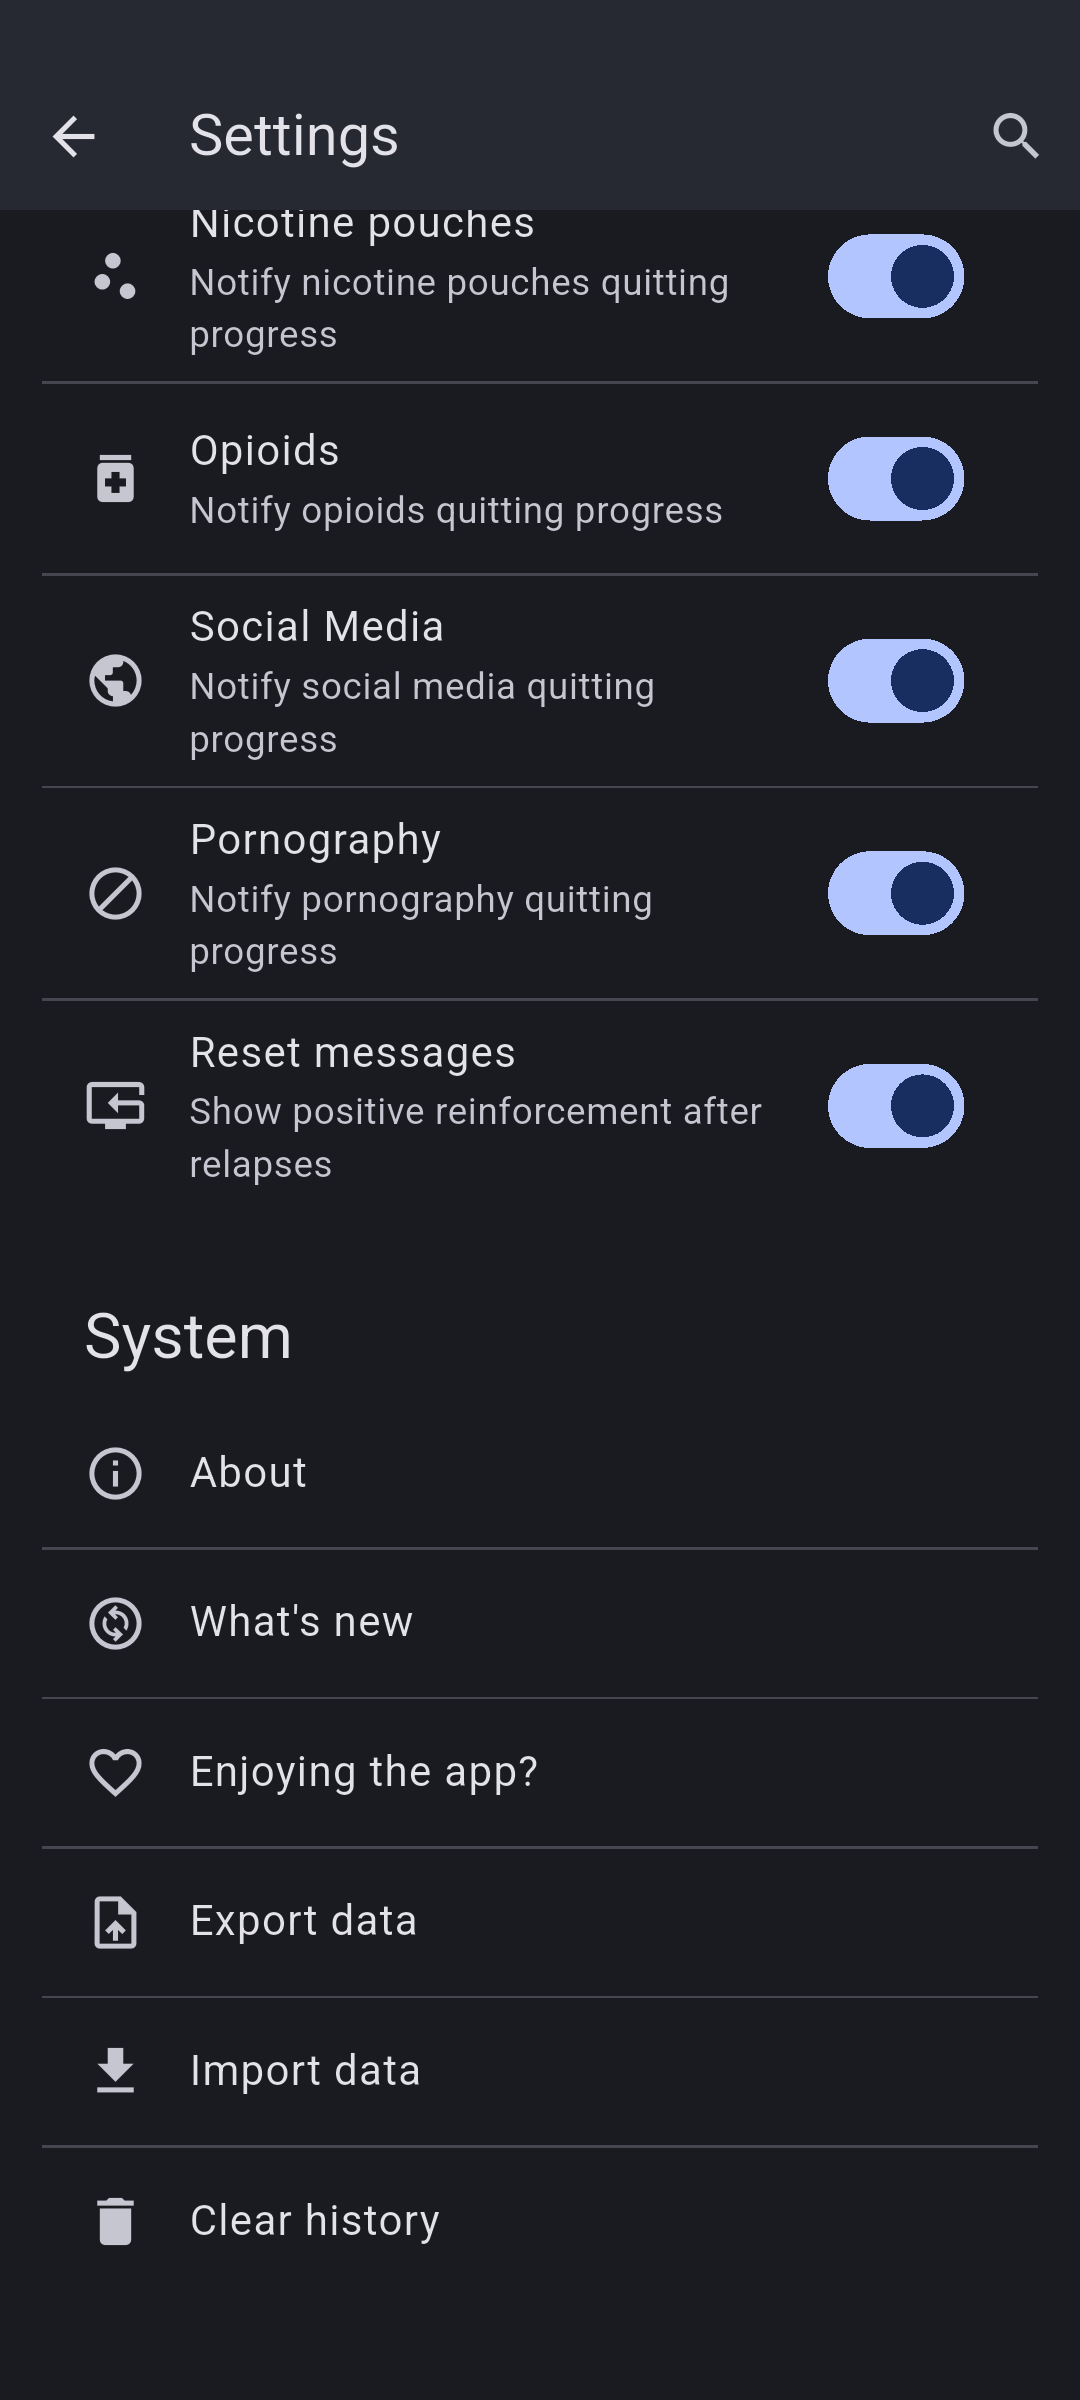 Settings
Nicotine pouches
Notify nicotine pouches quitting
progress
Opioids
Notify opioids quitting progress
Social Media
Notify social media quitting
progress
Pornography
Notify pornography quitting
progress
Reset messages
Show positive reinforcement after
relapses
System
About
What's new
Enjoying the app?
Export data
Import data
Clear history